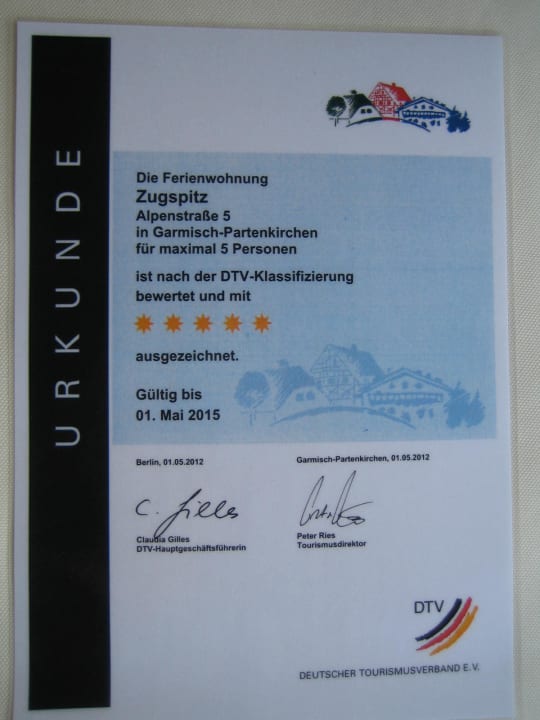 URKUNDE
Die Ferienwohnung
Zugspitz
Alpenstraße 5
in Garmisch-Partenkirchen
für maximal 5 Personen
ist nach der DTV-Klassifizierung
bewertet und mit
ausgezeichnet.
Gültig bis
01. Mai 2015
Berlin, 01.05.2012
Garmisch-Partenkirchen, 01.05.2012
C. Gilles
Claudia Gilles
DTV-Hauptgeschäftsführerin
Peter Ries
Tourismusdirektor
DTV
DEUTSCHER TOURISMUSVERBAND E.V.